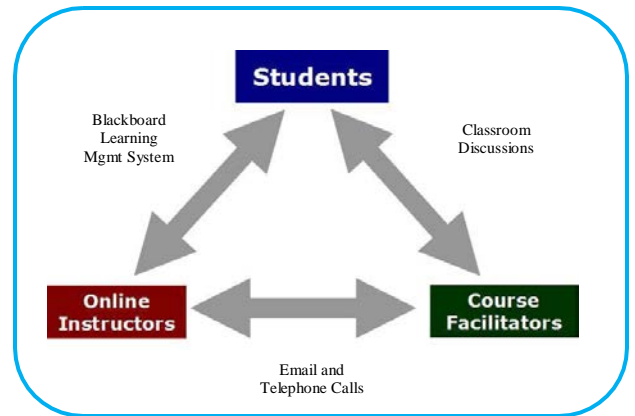 Students
Blackboard
Learning
Mgmt System
Classroom
Discussions
Online
Instructors
Course
Facilitators
Email and
Telephone Calls